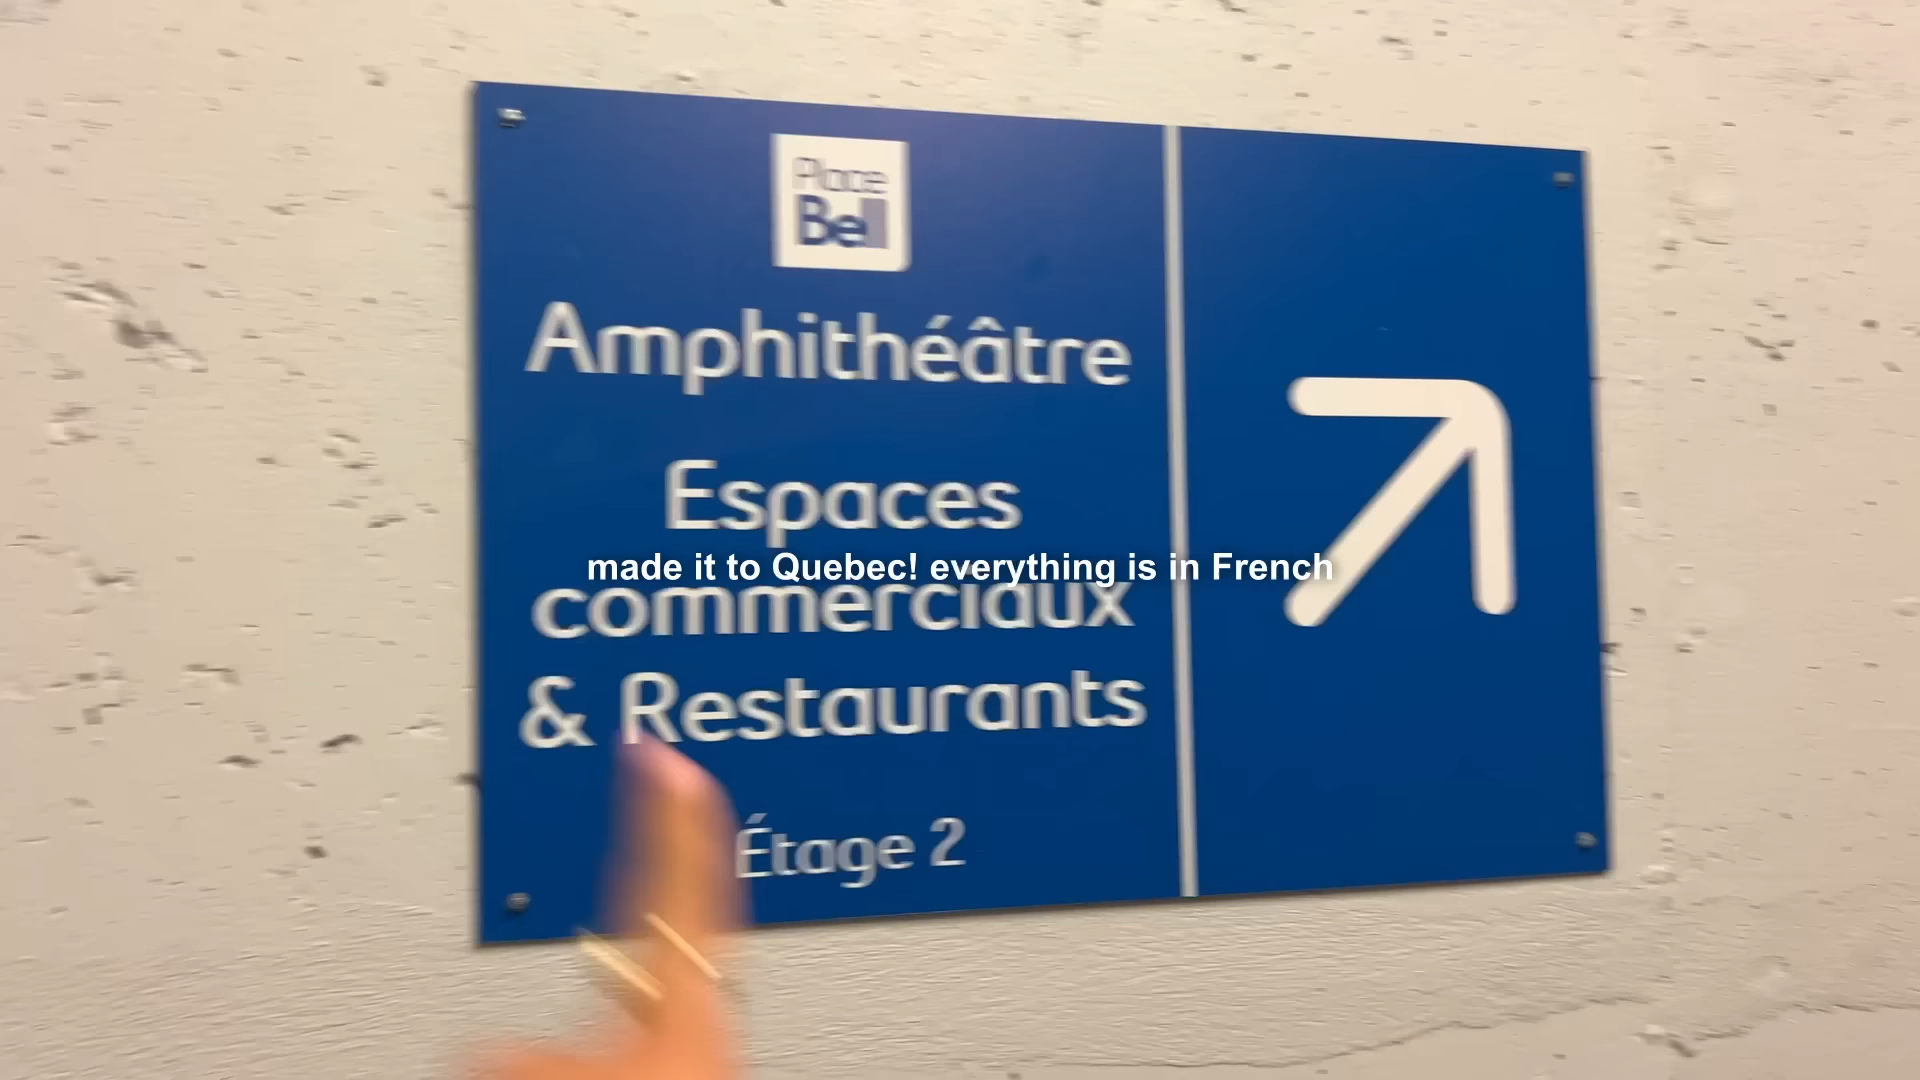 Place
Bell
Amphithéâtre
Espaces
made it to Quebec! everything is in French
commerciaux
& Restaurants
Étage 2